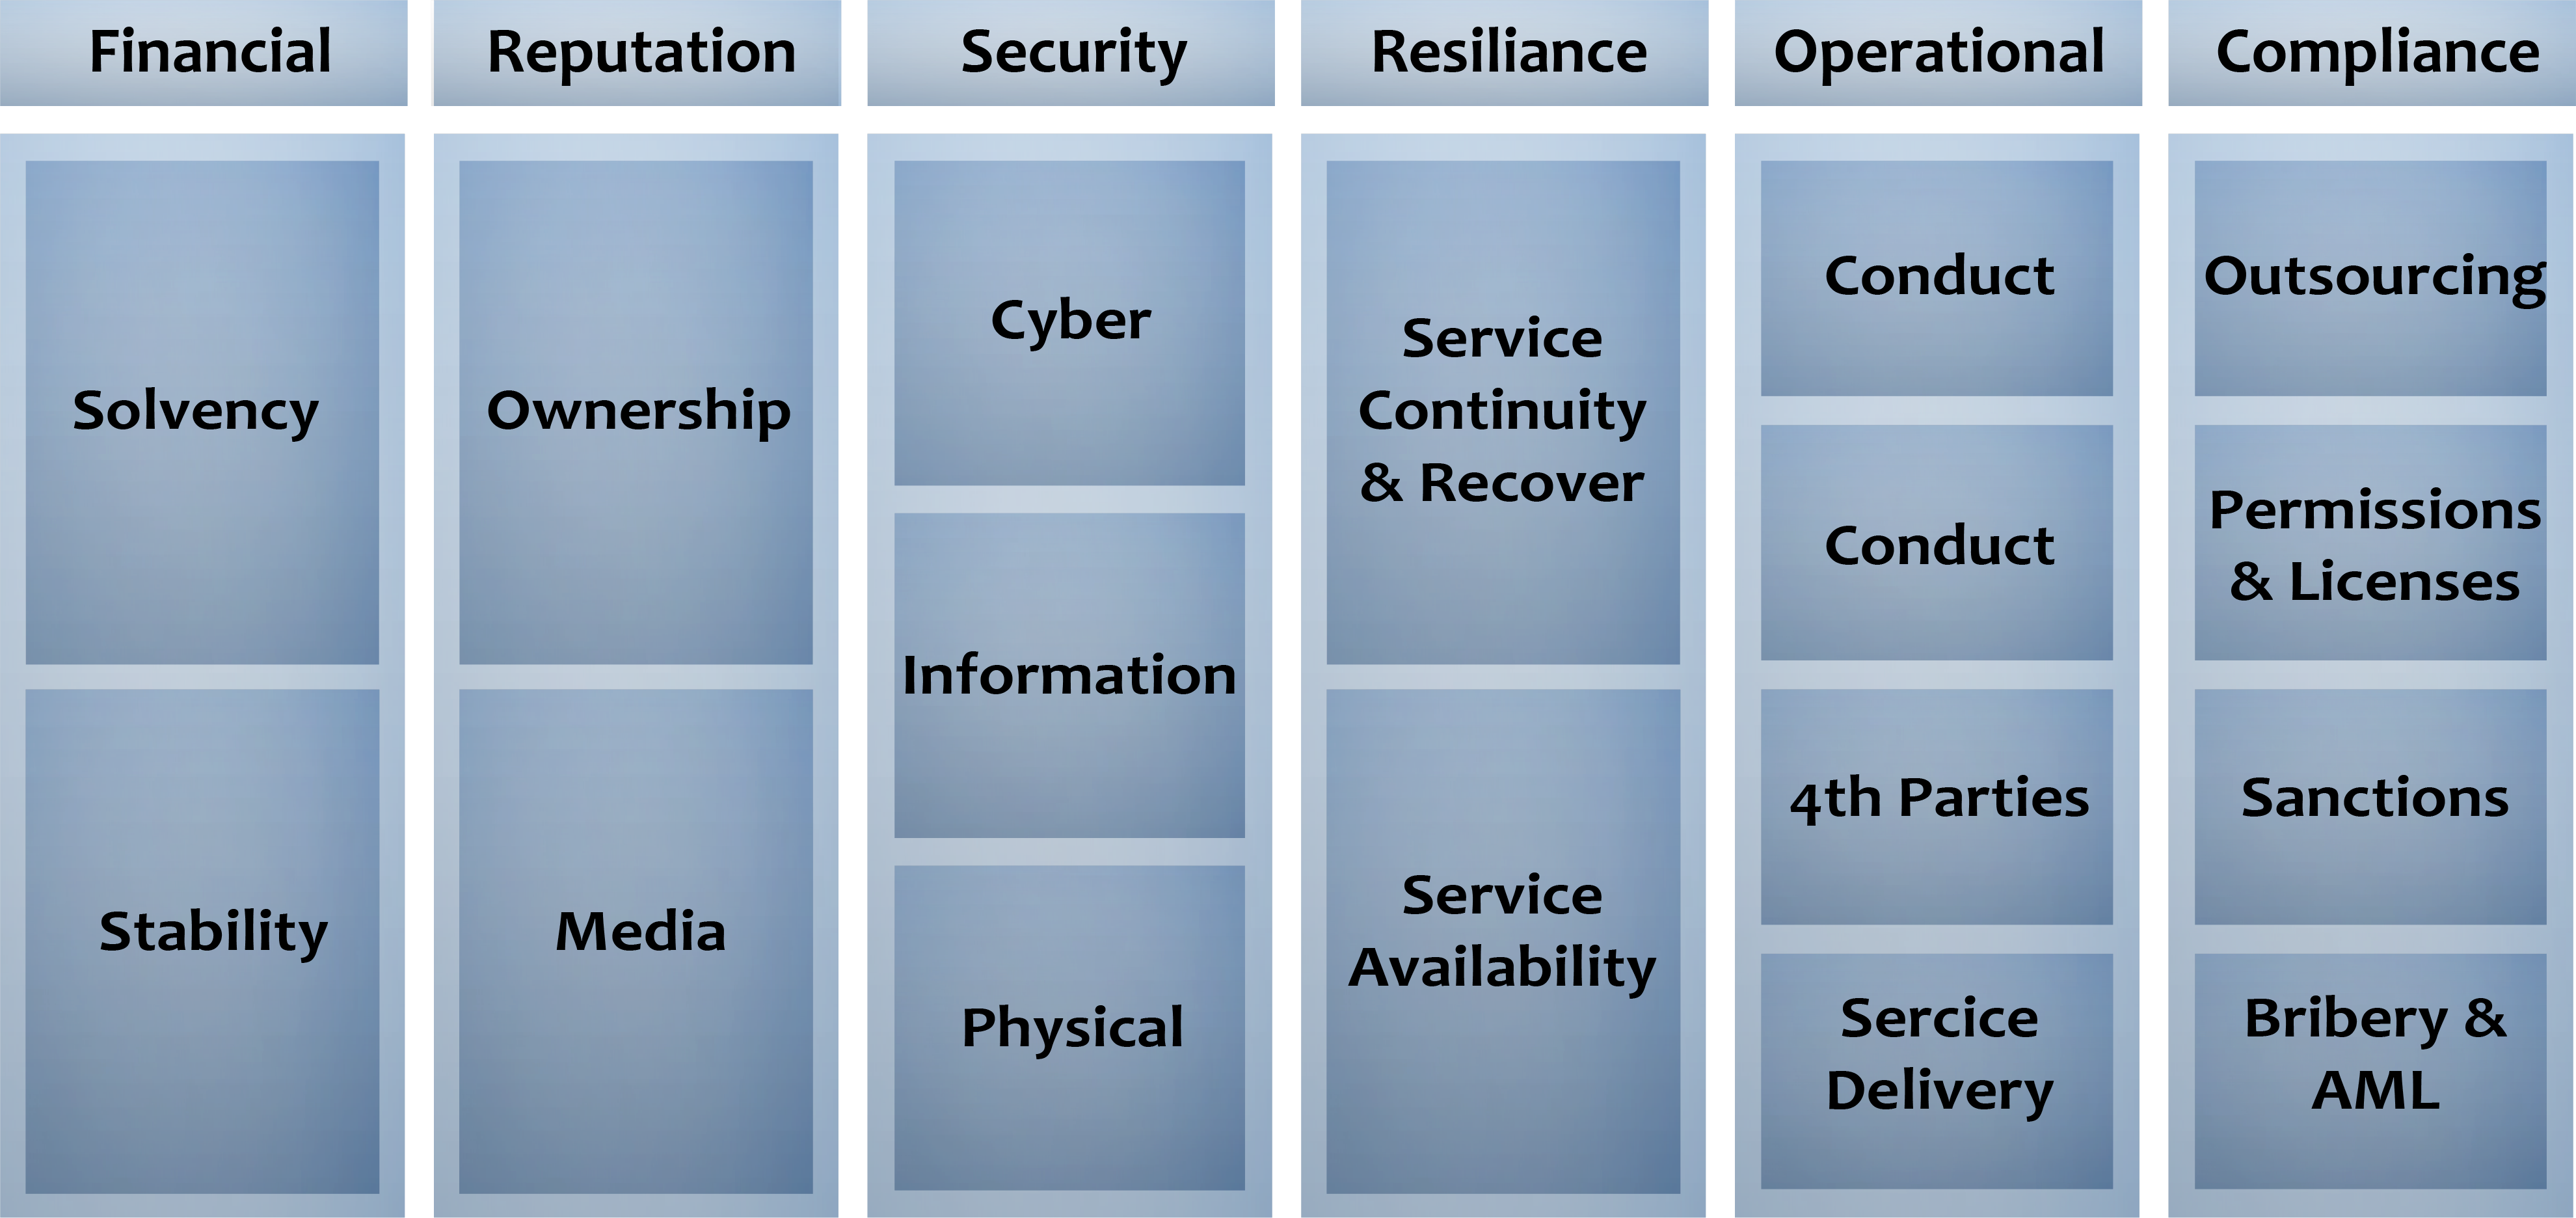 Financial
Reputation
Security
Resiliance
Operational
Compliance
Solvency
Stability
Ownership
Media
Cyber
Information
Physical
Service
Continuity
& Recover
Service
Availability
Conduct
Conduct
4th Parties
Sercice
Delivery
Outsourcing
Permissions
& Licenses
Sanctions
Bribery &
AML